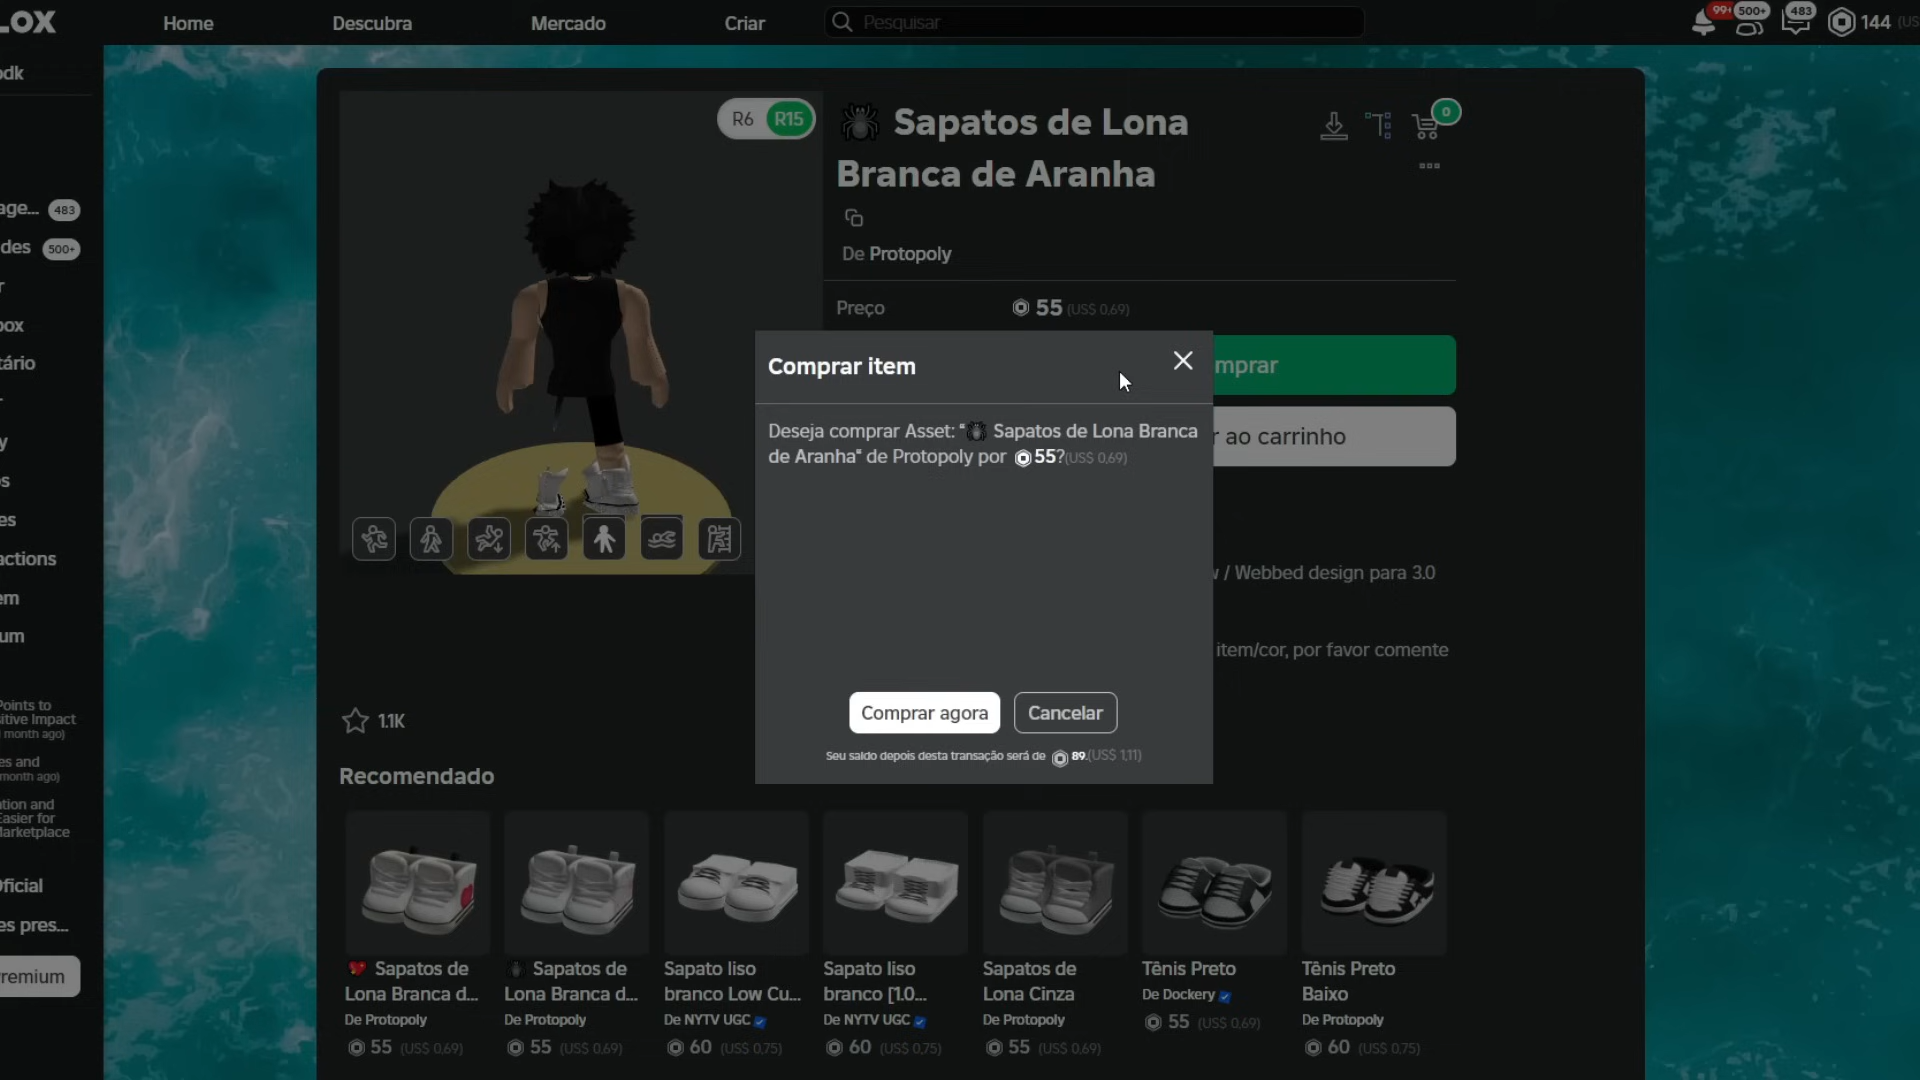 LOX
Home
Descubra
Mercado
Criar
Pesquisar
99+
500+
483
144
odk
age... 483
des 500+
r
box
tário
y
s
es
actions
em
um
Points to
sitive Impact
month ago)
es and
month ago)
ation and
Easier for
Marketplace
Oficial
es pres...
remium
R6 R15
Sapatos de Lona
Branca de Aranha
0
De Protopoly
Preço
55 (US$ 0,69)
mprar
r ao carrinho
/ Webbed design para 3.0
item/cor, por favor comente
Comprar item
Deseja comprar Asset: "🕷 Sapatos de Lona Branca
de Aranha" de Protopoly por 55?(US$ 0,69)
Comprar agora
Cancelar
Seu saldo depois desta transação será de 89.(US$ 1,11)
1.1K
Recomendado
Sapatos de
Lona Branca d...
De Protopoly
55 (US$ 0,69)
Sapatos de
Lona Branca d...
De Protopoly
55 (US$ 0,69)
Sapato liso
branco Low Cu...
De NYTV UGC
60 (US$ 0,75)
Sapato liso
branco [1.0...
De NYTV UGC
60 (US$ 0,75)
Sapatos de
Lona Cinza
De Protopoly
55 (US$ 0,69)
Tênis Preto
De Dockery
55 (US$ 0,69)
Tênis Preto
Baixo
De Protopoly
60 (US$ 0,75)